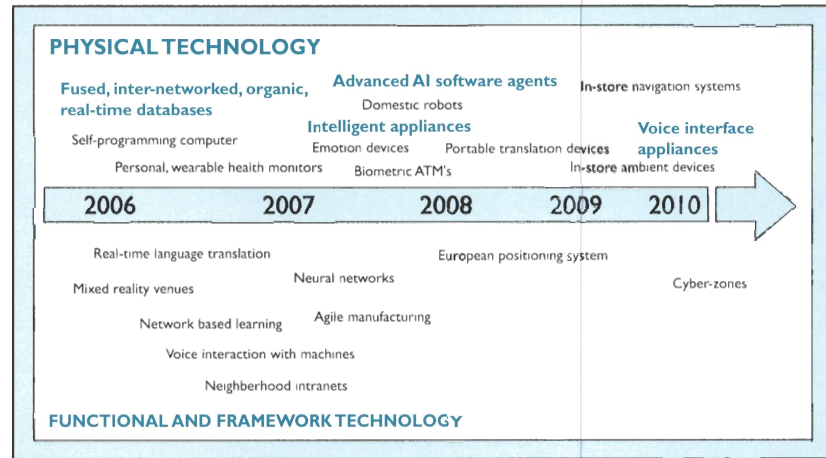 PHYSICAL TECHNOLOGY
Fused, inter-networked, organic,
real-time databases
Advanced AI software agents
In-store navigation systems
Domestic robots
Self-programming computer
Intelligent appliances
Voice interface
appliances
Emotion devices
Portable translation devices
Personal, wearable health monitors
Biometric ATM's
In-store ambient devices
2006
2007
2008
2009
2010
Real-time language translation
European positioning system
Mixed reality venues
Neural networks
Cyber-zones
Network based learning
Agile manufacturing
Voice interaction with machines
Neighberhood intranets
FUNCTIONAL AND FRAMEWORK TECHNOLOGY